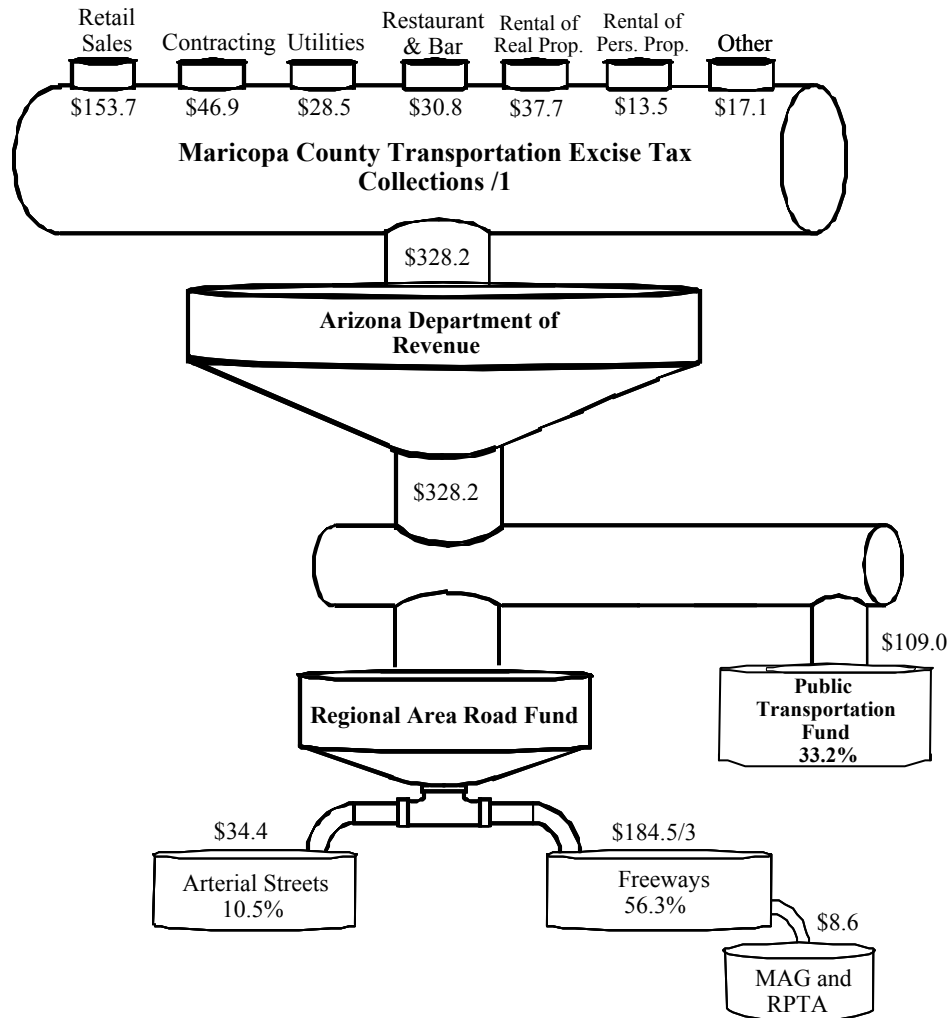 Retail
Sales
Contracting
Utilities
Restaurant
& Bar
Rental of
Real Prop.
Rental of
Pers. Prop.
Other
$153.7
$46.9
$28.5
$30.8
$37.7
$13.5
$17.1
Maricopa County Transportation Excise Tax
Collections /1
$328.2
Arizona Department of
Revenue
$328.2
$109.0
Public
Transportation
Fund
33.2%
Regional Area Road Fund
$34.4
Arterial Streets
10.5%
$184.5/3
Freeways
56.3%
$8.6
MAG and
RPTA